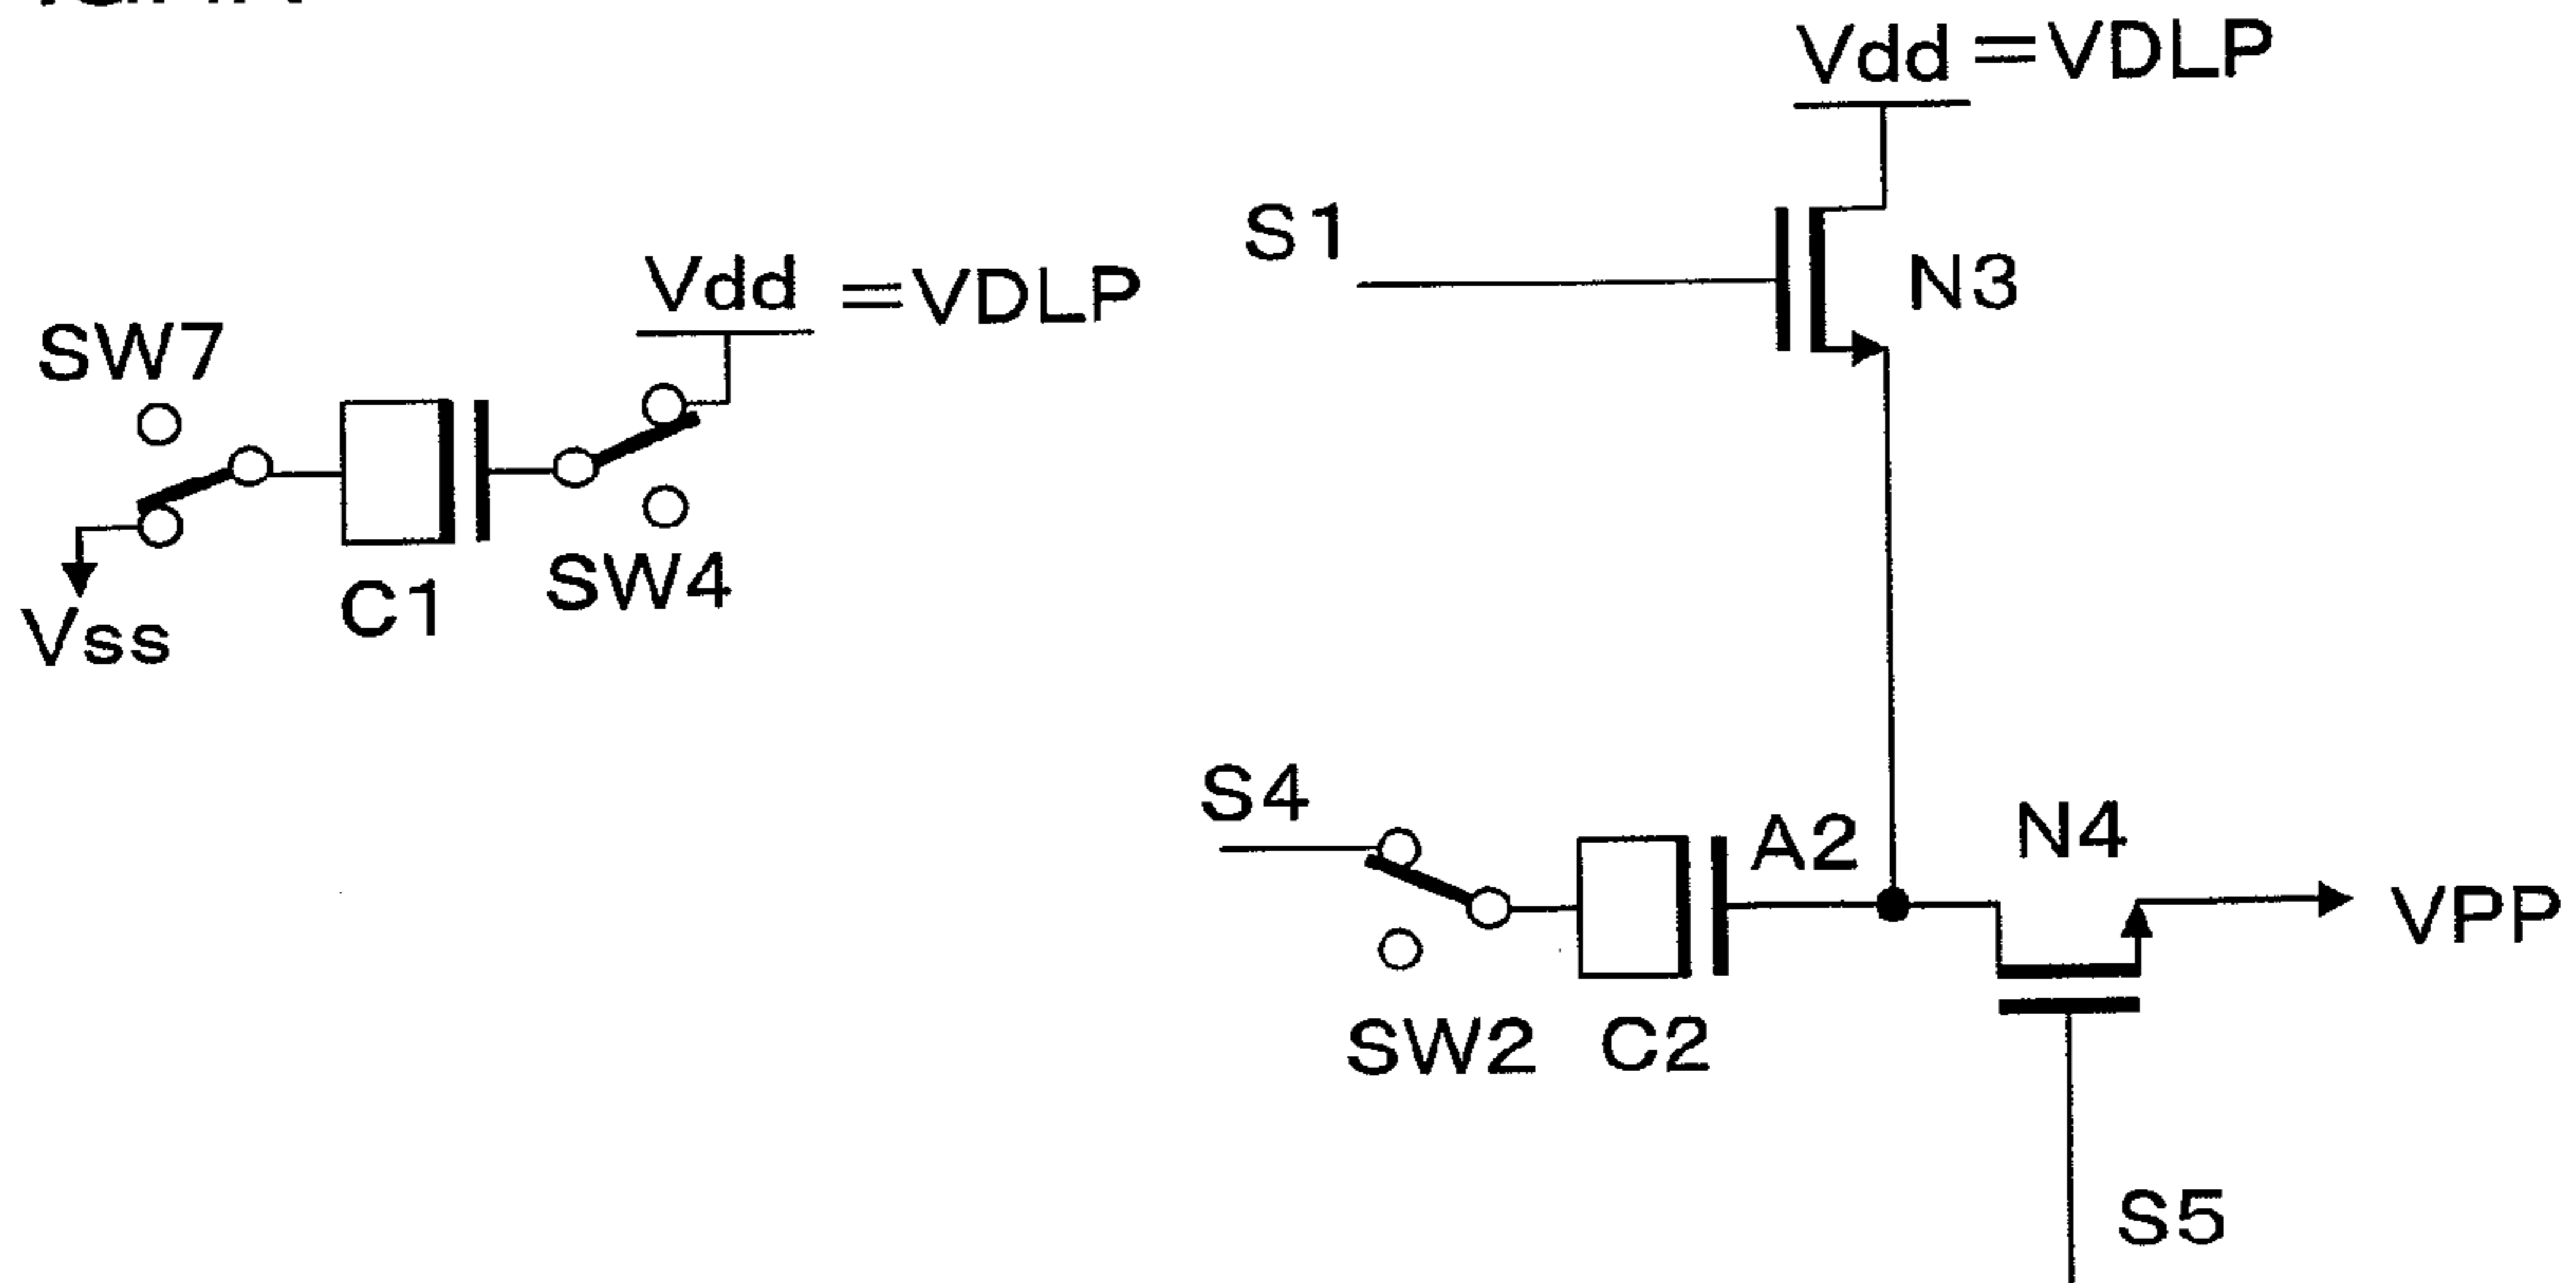 Vdd =VDLP
S1
N3
Vdd =VDLP
SW7
C1
SW4
Vss
S4
A2
N4
VPP
SW2
C2
S5